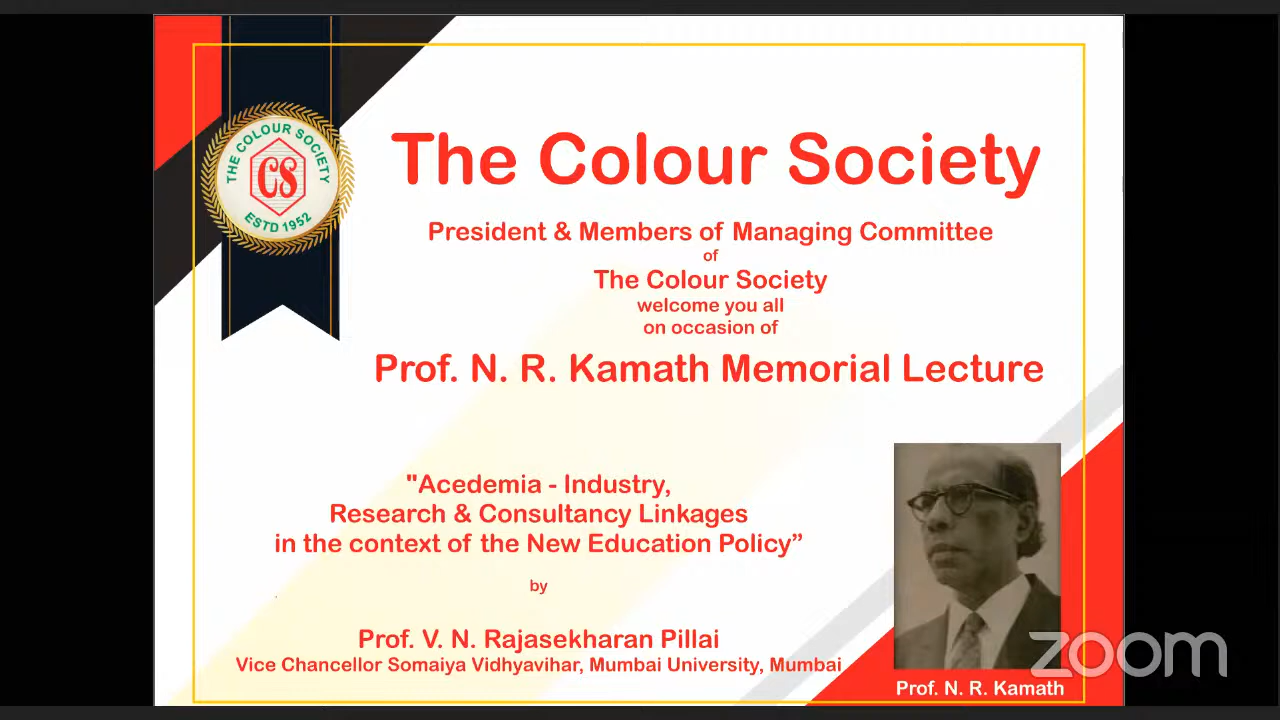 THE COLOUR SOCIETY
CS
ESTD 1952
The Colour Society
President & Members of Managing Committee
of
The Colour Society
welcome you all
on occasion of
Prof. N. R. Kamath Memorial Lecture
"Acedemia - Industry,
Research & Consultancy Linkages
in the context of the New Education Policy”
by
Prof. V. N. Rajasekharan Pillai
Vice Chancellor Somaiya Vidhyavihar, Mumbai University, Mumbai
zoom
Prof. N. R. Kamath